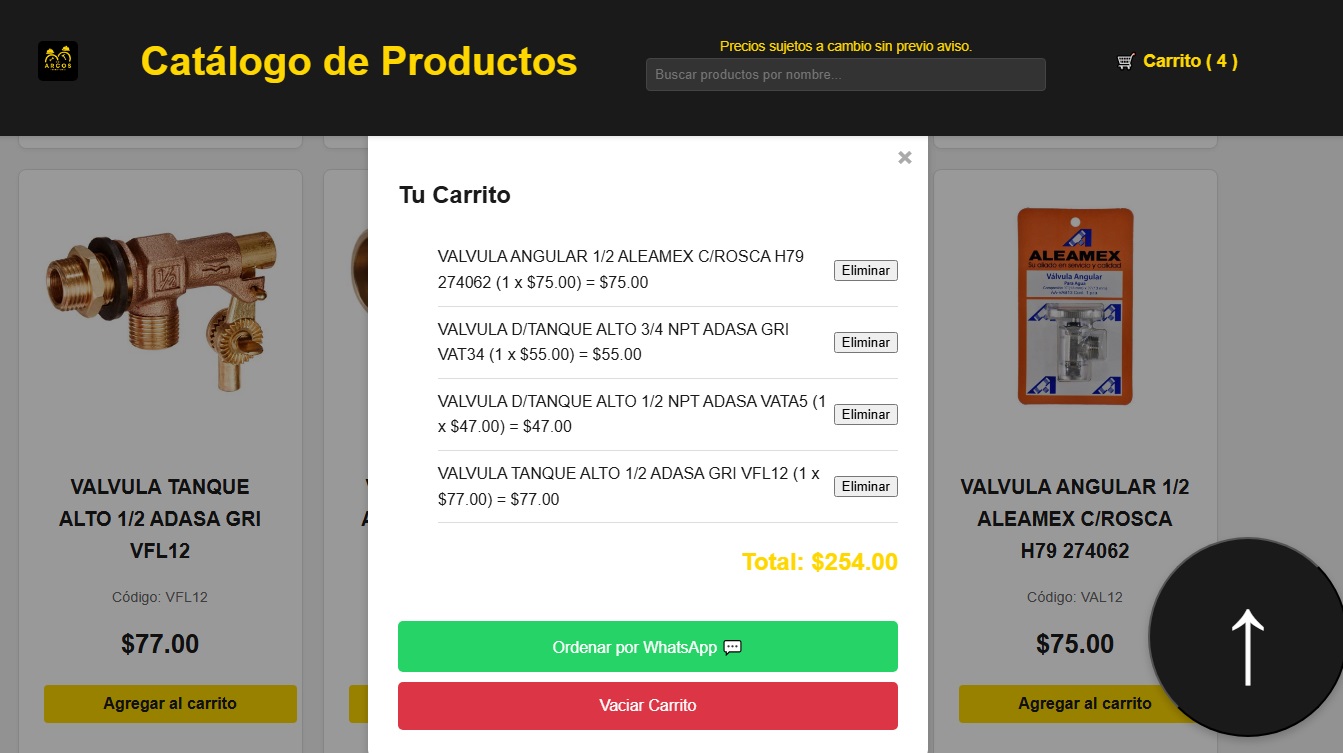 ARCOS
Catálogo de Productos
Precios sujetos a cambio sin previo aviso.
Buscar productos por nombre...
Carrito ( 4 )
×
Tu Carrito
VALVULA ANGULAR 1/2 ALEAMEX C/ROSCA H79
274062 (1 x $75.00) = $75.00
Eliminar
VALVULA D/TANQUE ALTO 3/4 NPT ADASA GRI
VAT34 (1 x $55.00) = $55.00
Eliminar
VALVULA D/TANQUE ALTO 1/2 NPT ADASA VATA5 (1
x $47.00) = $47.00
Eliminar
VALVULA TANQUE ALTO 1/2 ADASA GRI VFL12 (1 x
$77.00) = $77.00
Eliminar
Total: $254.00
Ordenar por WhatsApp
Vaciar Carrito
1/2
VALVULA TANQUE
ALTO 1/2 ADASA GRI
VFL12
Código: VFL12
$77.00
Agregar al carrito
ALEAMEX
Su aliado en servicio y calidad
Válvula Angular
Para Agua
VALVULA ANGULAR 1/2
ALEAMEX C/ROSCA
H79 274062
Código: VAL12
$75.00
Agregar al carrito
↑